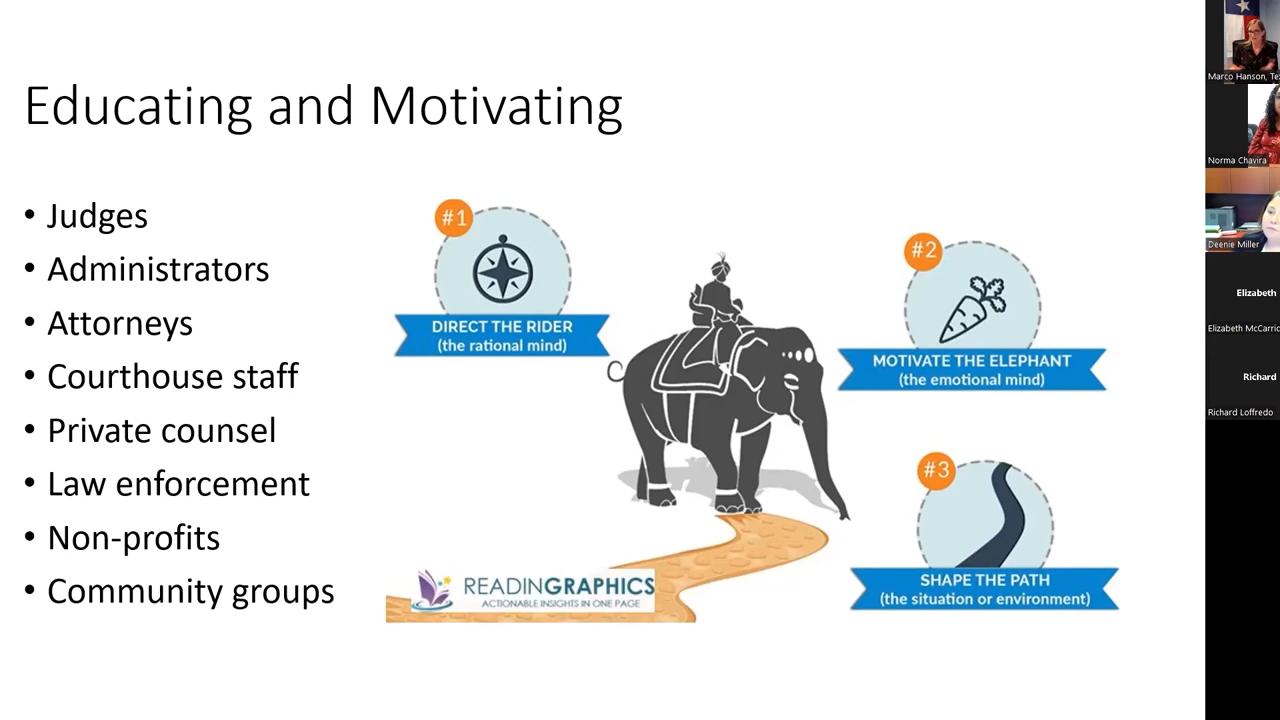 Educating and Motivating
• Judges
• Administrators
• Attorneys
• Courthouse staff
• Private counsel
• Law enforcement
• Non-profits
• Community groups
#1
DIRECT THE RIDER
(the rational mind)
#2
MOTIVATE THE ELEPHANT
(the emotional mind)
#3
SHAPE THE PATH
(the situation or environment)
READINGRAPHICS
ACTIONABLE INSIGHTS IN ONE PAGE
Marco Hanson, Te
Norma Chavira
Deenie Miller
Elizabeth
Elizabeth McCarric
Richard
Richard Loffredo